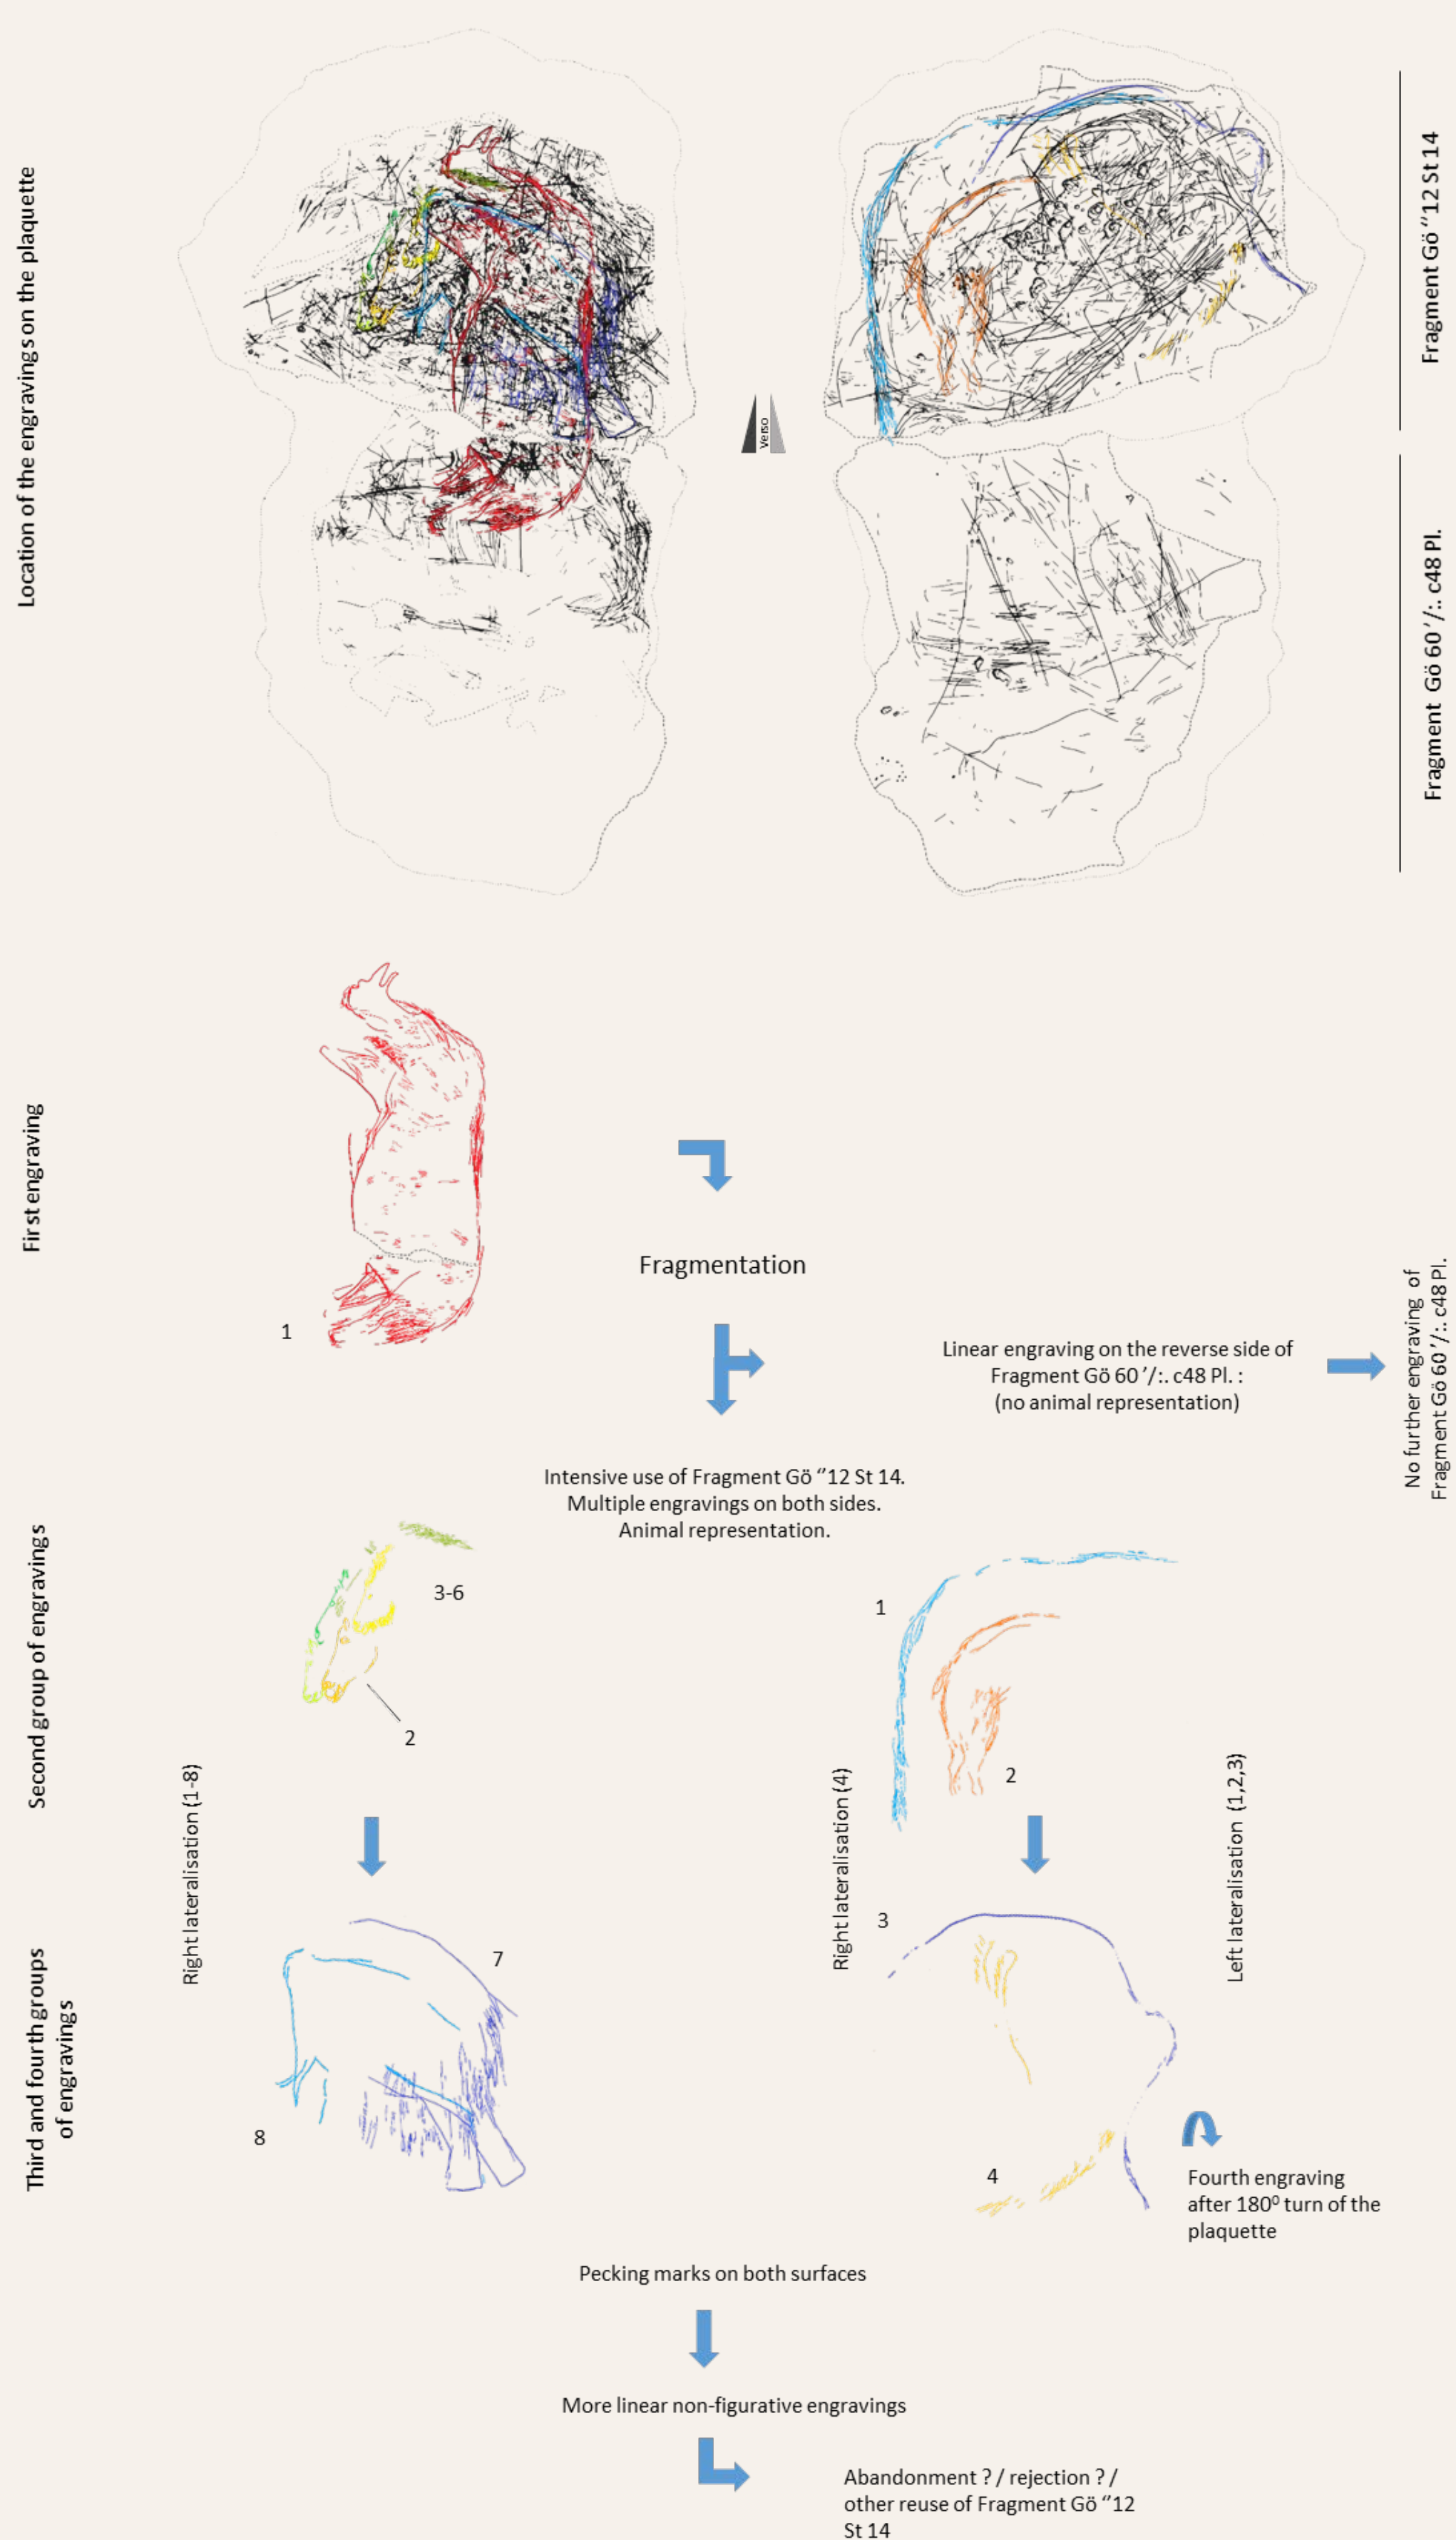 Location of the engravings on the plaquette
Verso
Fragment Gö ‘’12 St 14
Fragment Gö 60 ’/:. c48 Pl.
First engraving
1
Fragmentation
Linear engraving on the reverse side of
Fragment Gö 60 ’/:. c48 Pl. :
(no animal representation)
No further engraving of
Fragment Gö 60 ’/:. c48 Pl.
Intensive use of Fragment Gö ‘’12 St 14.
Multiple engravings on both sides.
Animal representation.
Second group of engravings
3-6
2
1
2
Right lateralisation (1-8)
Right lateralisation (4)
Left lateralisation (1,2,3)
Third and fourth groups
of engravings
7
8
3
4
Fourth engraving
after 180⁰ turn of the
plaquette
Pecking marks on both surfaces
More linear non-figurative engravings
Abandonment ? / rejection ? /
other reuse of Fragment Gö ‘’12
St 14